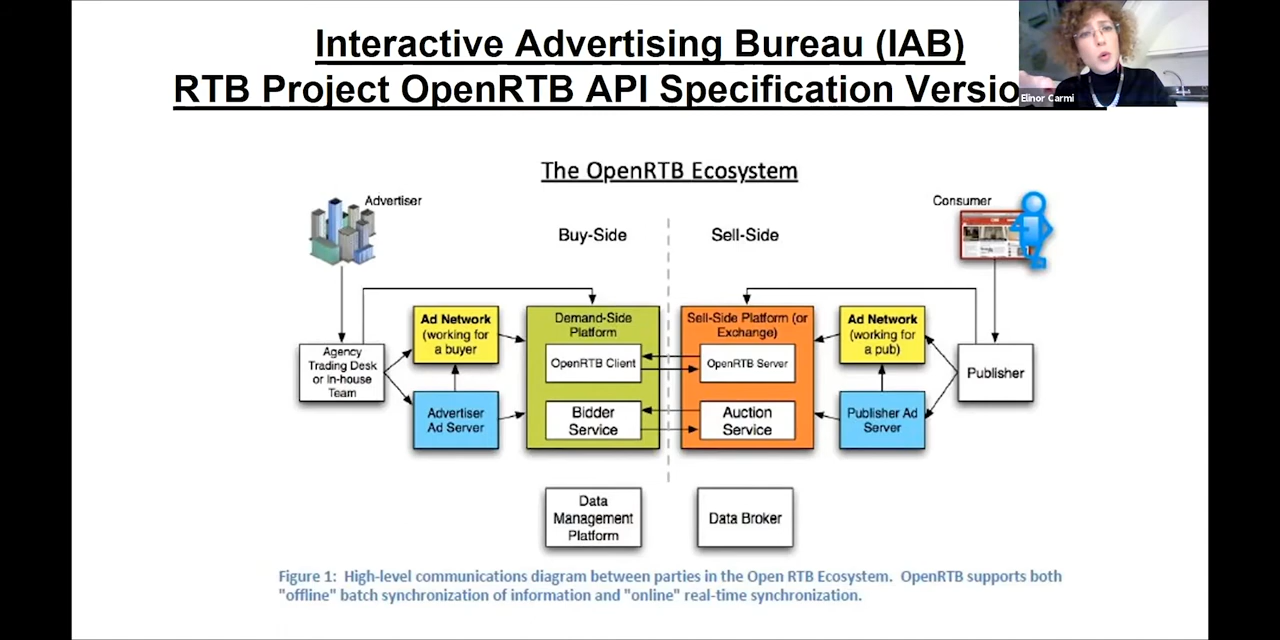 Interactive Advertising Bureau (IAB)
RTB Project OpenRTB API Specification
Elinor Carmi
The OpenRTB Ecosystem
Advertiser
Consumer
Buy-Side
Sell-Side
Agency
Trading Desk
or In-house
Team
Ad Network
(working for
a buyer
Advertiser
Ad Server
Demand-Side
Platform
OpenRTB Client
Bidder
Service
Sell-Side Platform (or
Exchange)
OpenRTB Server
Auction
Service
Ad Network
(working for
a pub)
Publisher Ad
Server
Publisher
Data
Management
Platform
Data Broker
Figure 1: High-level communications diagram between parties in the Open RTB Ecosystem. OpenRTB supports both
"offline" batch synchronization of information and "online" real-time synchronization.